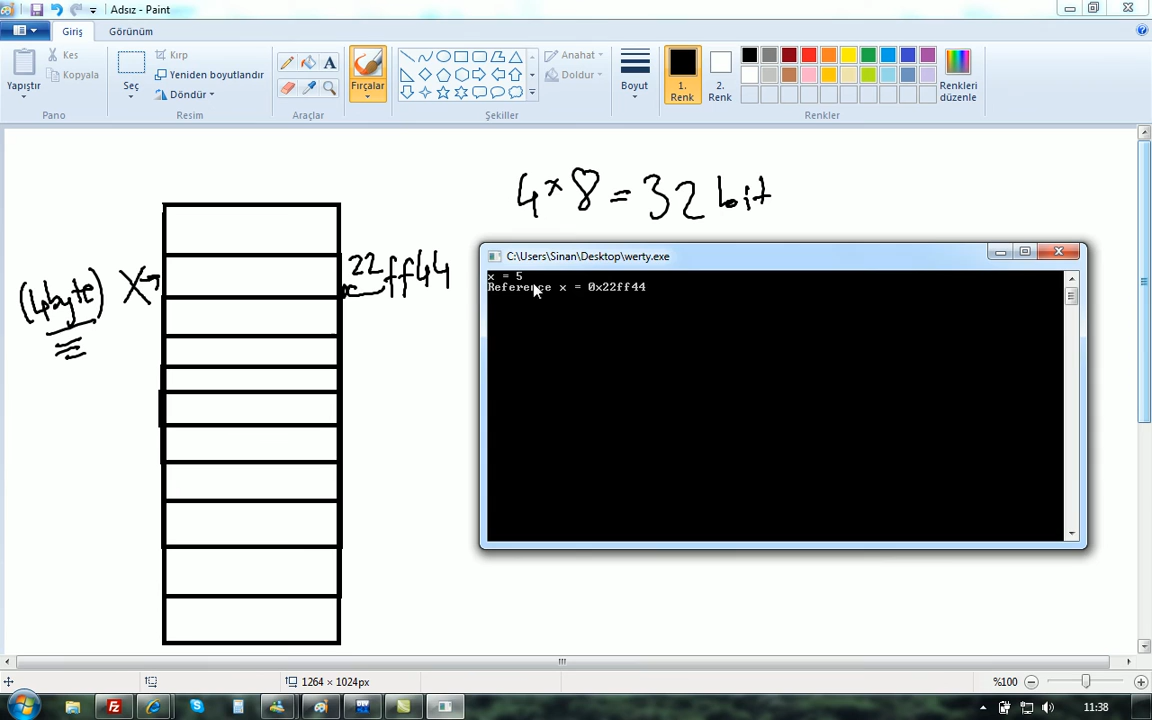 Adsız - Paint
Giriş Görünüm
Yapıştır
Kes
Kopyala
Pano
Seç
Kırp
Yeniden boyutlandır
Döndür
Resim
A
Araçlar
Fırçalar
Anahat
Doldur
Şekiller
Boyut
1. Renk
2. Renk
Renkleri düzenle
Renkler
4 x 8 = 32 bit
(4byte) X
22ff44
C:\Users\Sinan\Desktop\werty.exe
x = 5
Reference x = 0x22ff44
1264 × 1024px
%100
11:38